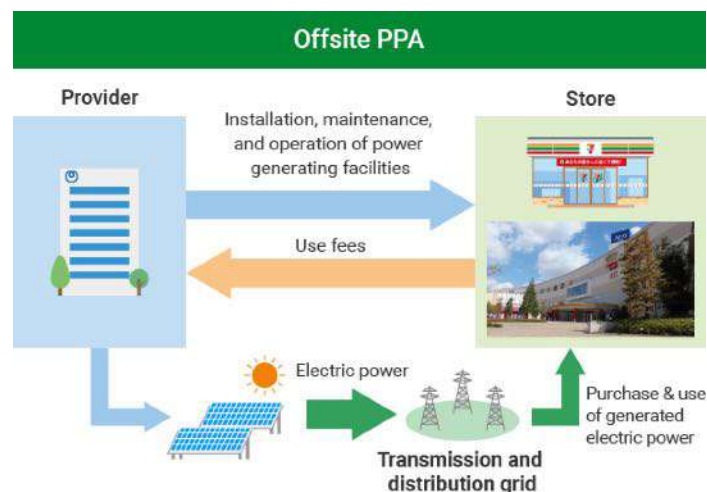 Offsite PPA
Provider
Store
Installation, maintenance,
and operation of power
generating facilities
7
Use fees
Electric power
Purchase & use
of generated
electric power
Transmission and
distribution grid